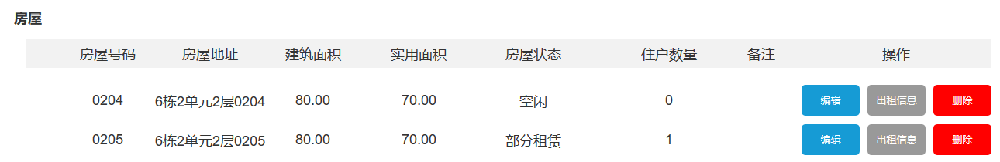 房屋
房屋号码 房屋地址 建筑面积 实用面积 房屋状态 住户数量 备注 操作
0204 6栋2单元2层0204 80.00 70.00 空闲 0 编辑 出租信息 删除
0205 6栋2单元2层0205 80.00 70.00 部分租赁 1 编辑 出租信息 删除